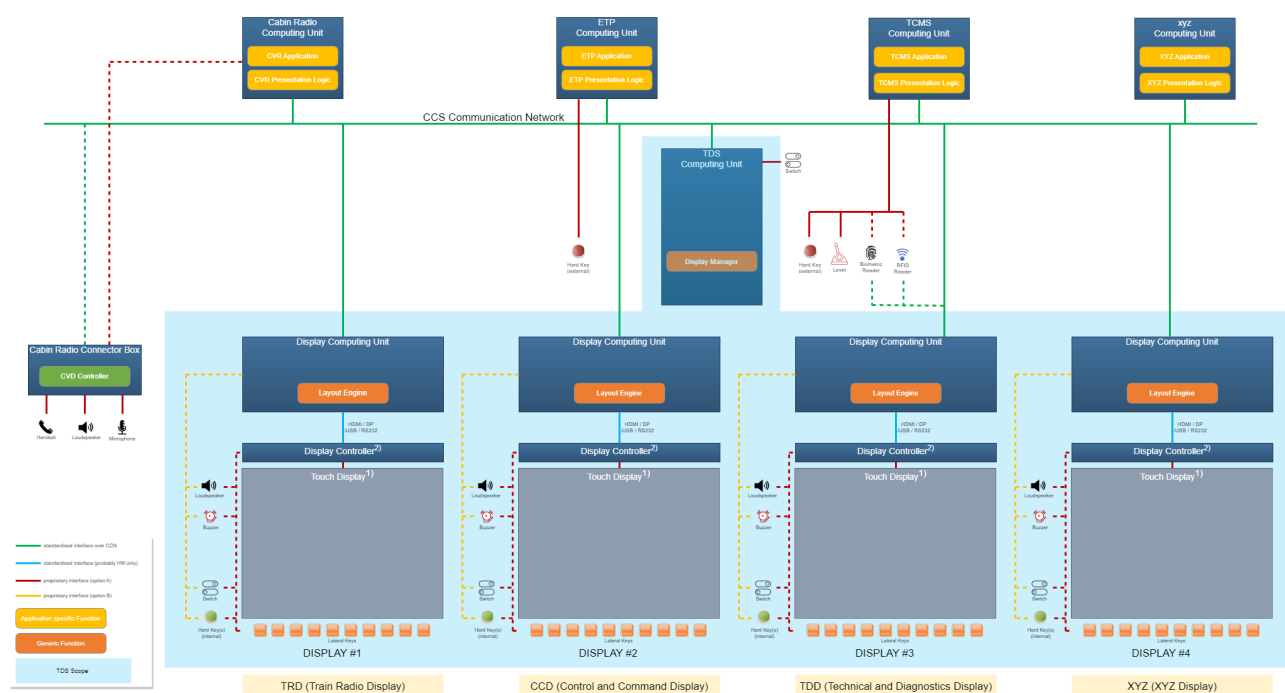 Cabin Radio
Computing Unit
CVR Application
CVR Presentation Logic
ETP
Computing Unit
ETP Application
ETP Presentation Logic
TCMS
Computing Unit
TCMS Application
TCMS Presentation Logic
xyz
Computing Unit
XYZ Application
XYZ Presentation Logic
CCS Communication Network
TDS
Computing Unit
Display Manager
Switch
Hard Key
(external)
Hard Key
(external)
Lever
Biometric
Reader
RFID
Reader
Cabin Radio Connector Box
CVD Controller
Handset
Loudspeaker
Microphone
Display Computing Unit
Layout Engine
HDMI / DP
/USB / RS232
Display Controller2)
Touch Display1)
Loudspeaker
Buzzer
Switch
Hard Key(s)
(internal)
Lateral Keys
DISPLAY #1
TRD (Train Radio Display)
Display Computing Unit
Layout Engine
HDMI / DP
/USB / RS232
Display Controller2)
Touch Display1)
Loudspeaker
Buzzer
Switch
Hard Key(s)
(internal)
Lateral Keys
DISPLAY #2
CCD (Control and Command Display)
Display Computing Unit
Layout Engine
HDMI / DP
/USB / RS232
Display Controller2)
Touch Display1)
Loudspeaker
Buzzer
Switch
Hard Key(s)
(internal)
Lateral Keys
DISPLAY #3
TDD (Technical and Diagnostics Display)
Display Computing Unit
Layout Engine
HDMI / DP
/USB / RS232
Display Controller2)
Touch Display1)
Loudspeaker
Buzzer
Switch
Hard Key(s)
(internal)
Lateral Keys
DISPLAY #4
XYZ (XYZ Display)
standardised interface over CCN
standardised interface (probably HW only)
proprietary interface (option A)
proprietary interface (option B)
Application specific Function
Generic Function
TDS Scope